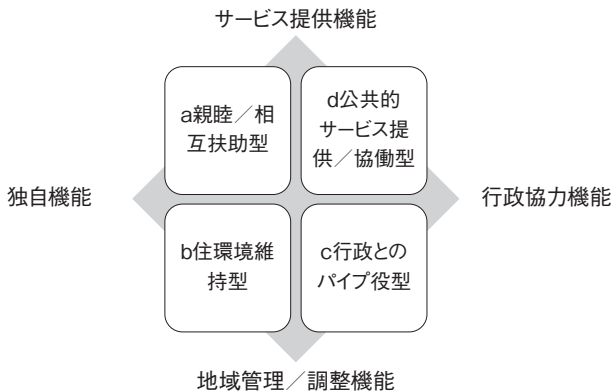 サービス提供機能
a親睦／相
互扶助型
d公共的
サービス提
供／協働型
独自機能
行政協力機能
b住環境維
持型
c行政との
パイプ役型
地域管理／調整機能